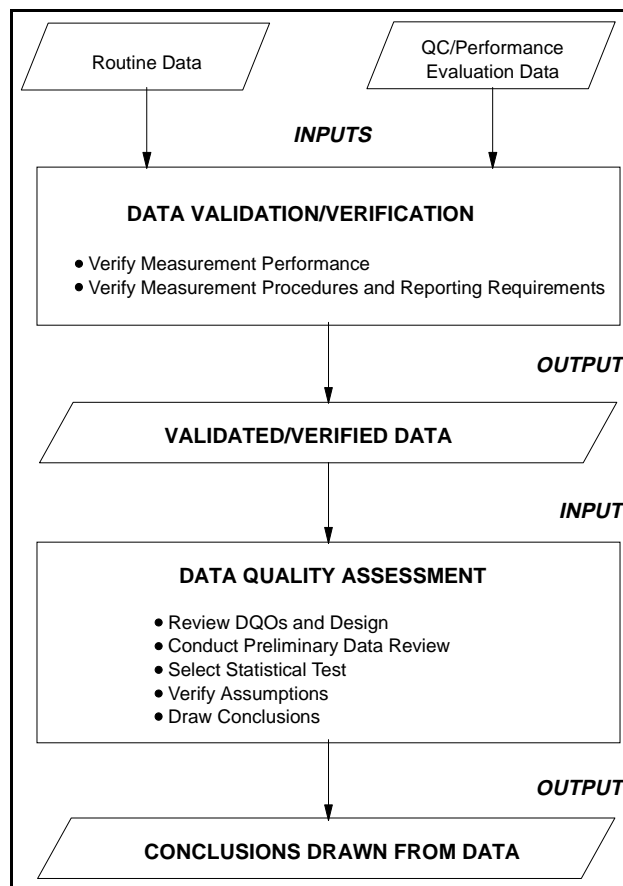 Routine Data
QC/Performance
Evaluation Data
INPUTS
DATA VALIDATION/VERIFICATION
• Verify Measurement Performance
• Verify Measurement Procedures and Reporting Requirements
OUTPUT
VALIDATED/VERIFIED DATA
INPUT
DATA QUALITY ASSESSMENT
• Review DQOs and Design
• Conduct Preliminary Data Review
• Select Statistical Test
• Verify Assumptions
• Draw Conclusions
OUTPUT
CONCLUSIONS DRAWN FROM DATA